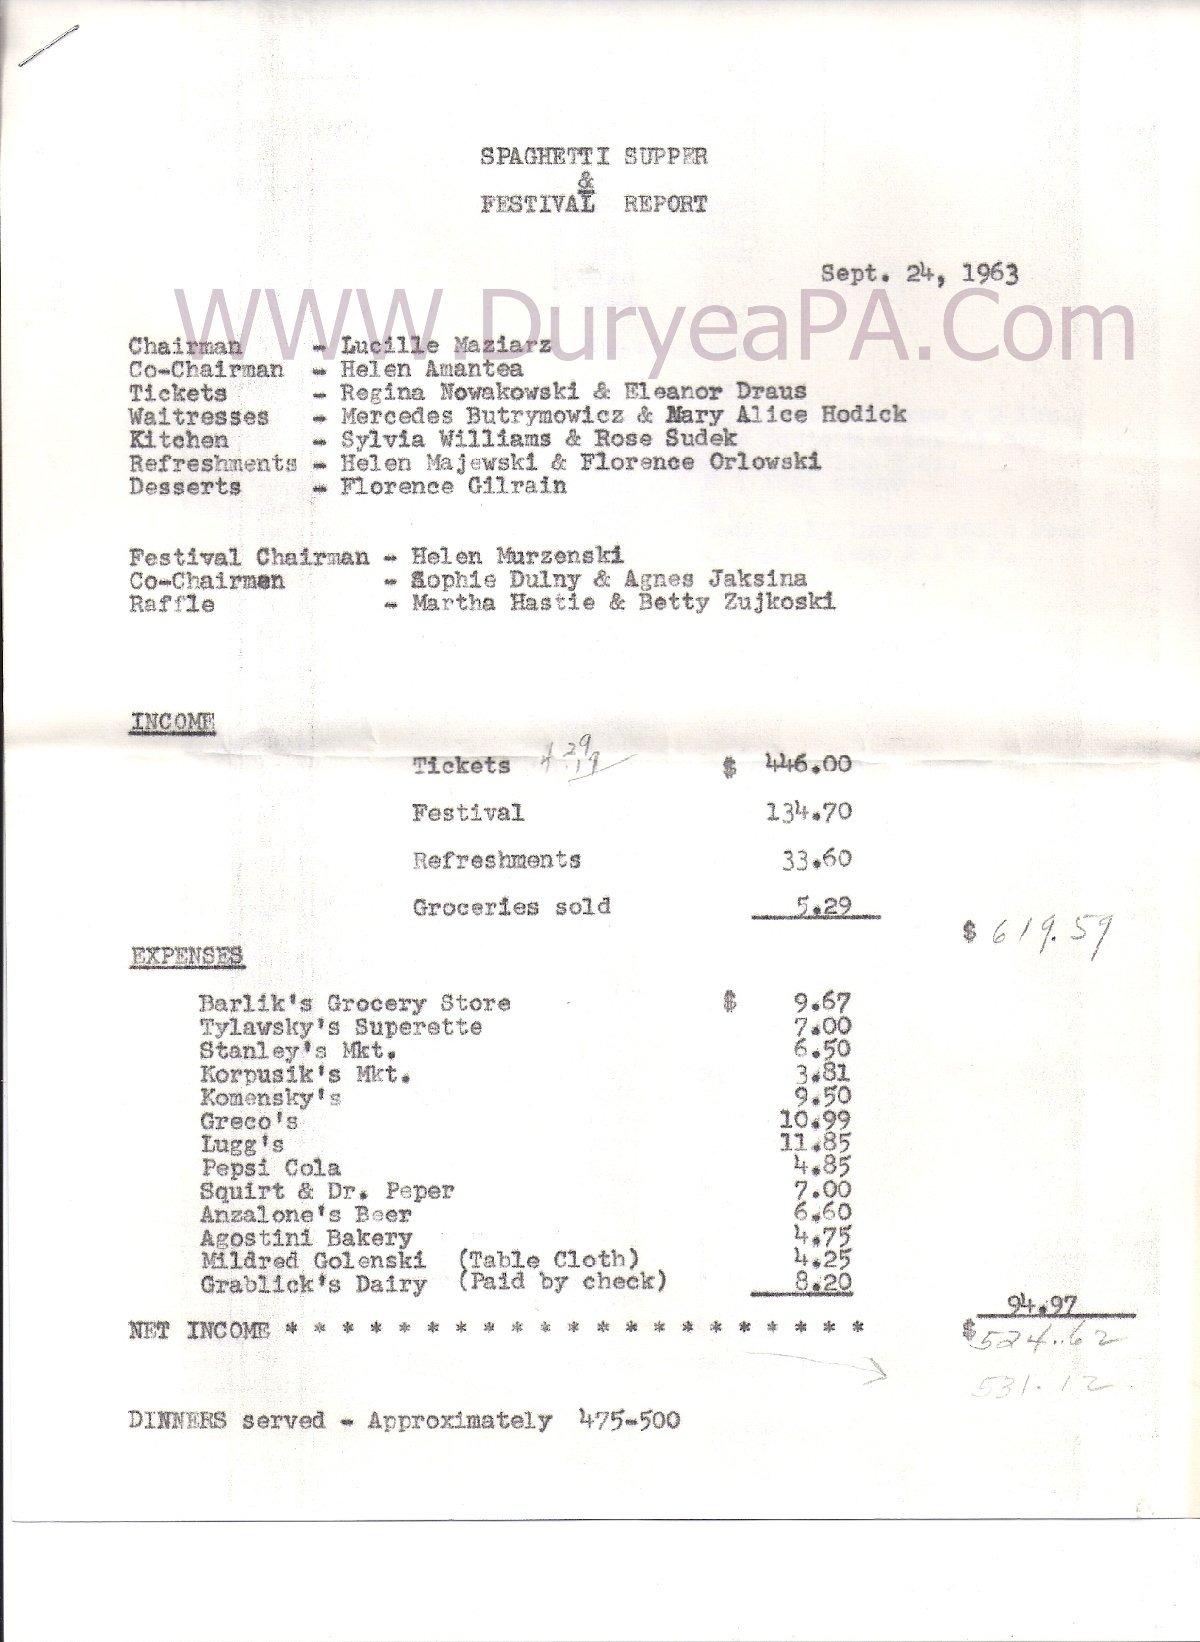 SPAGHETTI SUPPER
&
FESTIVAL REPORT
Sept. 24, 1963
WWW.DuryeaPA.Com
Chairman - Lucille Maziarz
Co-Chairman - Helen Amantea
Tickets - Regina Nowakowski & Eleanor Draus
Waitresses - Mercedes Butrymowicz & Mary Alice Hodick
Kitchen - Sylvia Williams & Rose Sudek
Refreshments - Helen Majewski & Florence Orlowski
Desserts - Florence Gilrain
Festival Chairman - Helen Murzenski
Co-Chairmen - Sophie Dulny & Agnes Jaksina
Raffle - Martha Hastie & Betty Zujkoski
INCOME
Tickets $ 446.00
Festival 134.70
Refreshments 33.60
Groceries sold 5.29
$ 619.59
EXPENSES
Barlik's Grocery Store $ 9.67
Tylawsky's Superette 7.00
Stanley's Mkt. 6.50
Korpusik's Mkt. 3.81
Komensky's 9.50
Greco's 10.99
Lugg's 11.85
Pepsi Cola 4.85
Squirt & Dr. Peper 7.00
Anzalone's Beer 6.60
Agostini Bakery 4.75
Mildred Golenski (Table Cloth) 4.25
Grablick's Dairy (Paid by check) 8.20
94.97
NET INCOME * * * * * * * * * * * * * * * * * * * * * $ 524.62
531.12
DINNERS served - Approximately 475-500